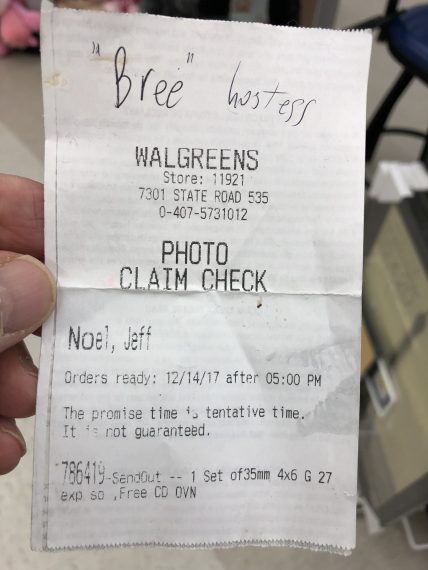 "Bree" hostess
WALGREENS
Store: 11921
7301 STATE ROAD 535
0-407-5731012
PHOTO
CLAIM CHECK
Noel, Jeff
Orders ready: 12/14/17 after 05:00 PM
The promise time is tentative time.
It is not guaranteed.
786419-SendOut -- 1 Set of35mm 4x6 G 27
exp so ,Free CD OVN